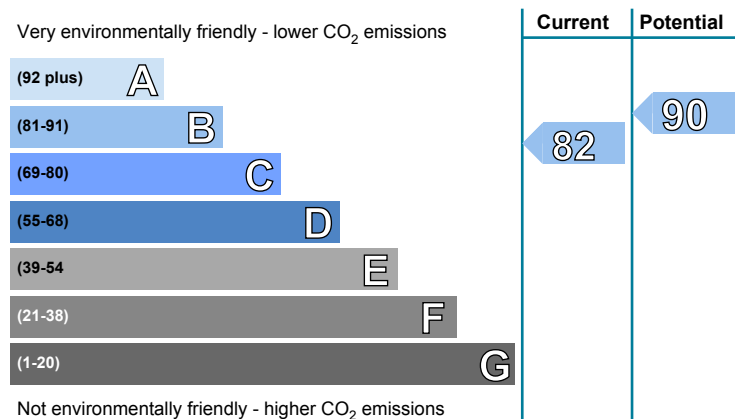 Current Potential
Very environmentally friendly - lower CO₂ emissions
(92 plus) A
(81-91) B
(69-80) C
(55-68) D
(39-54 E
(21-38) F
(1-20) G
82
90
Not environmentally friendly - higher CO₂ emissions